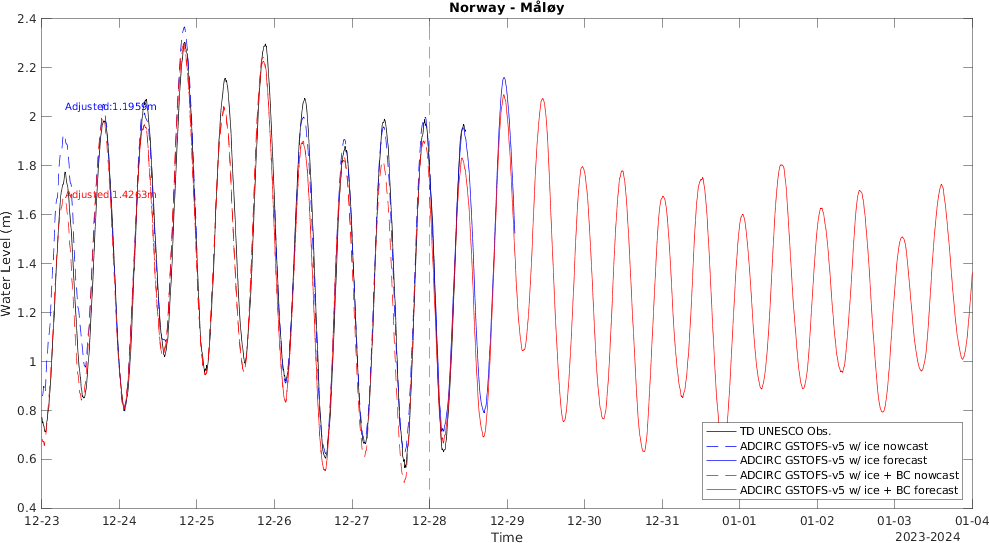 Norway - Måløy
2.4
2.2
2
1.8
1.6
1.4
1.2
1
0.8
0.6
0.4
Water Level (m)
Adjusted:1.1959m
Adjusted:1.4263m
TD UNESCO Obs.
ADCIRC GSTOFS-v5 w/ ice nowcast
ADCIRC GSTOFS-v5 w/ ice forecast
ADCIRC GSTOFS-v5 w/ ice + BC nowcast
ADCIRC GSTOFS-v5 w/ ice + BC forecast
12-23 12-24 12-25 12-26 12-27 12-28 12-29 12-30 12-31 01-01 01-02 01-03 01-04
Time
2023-2024